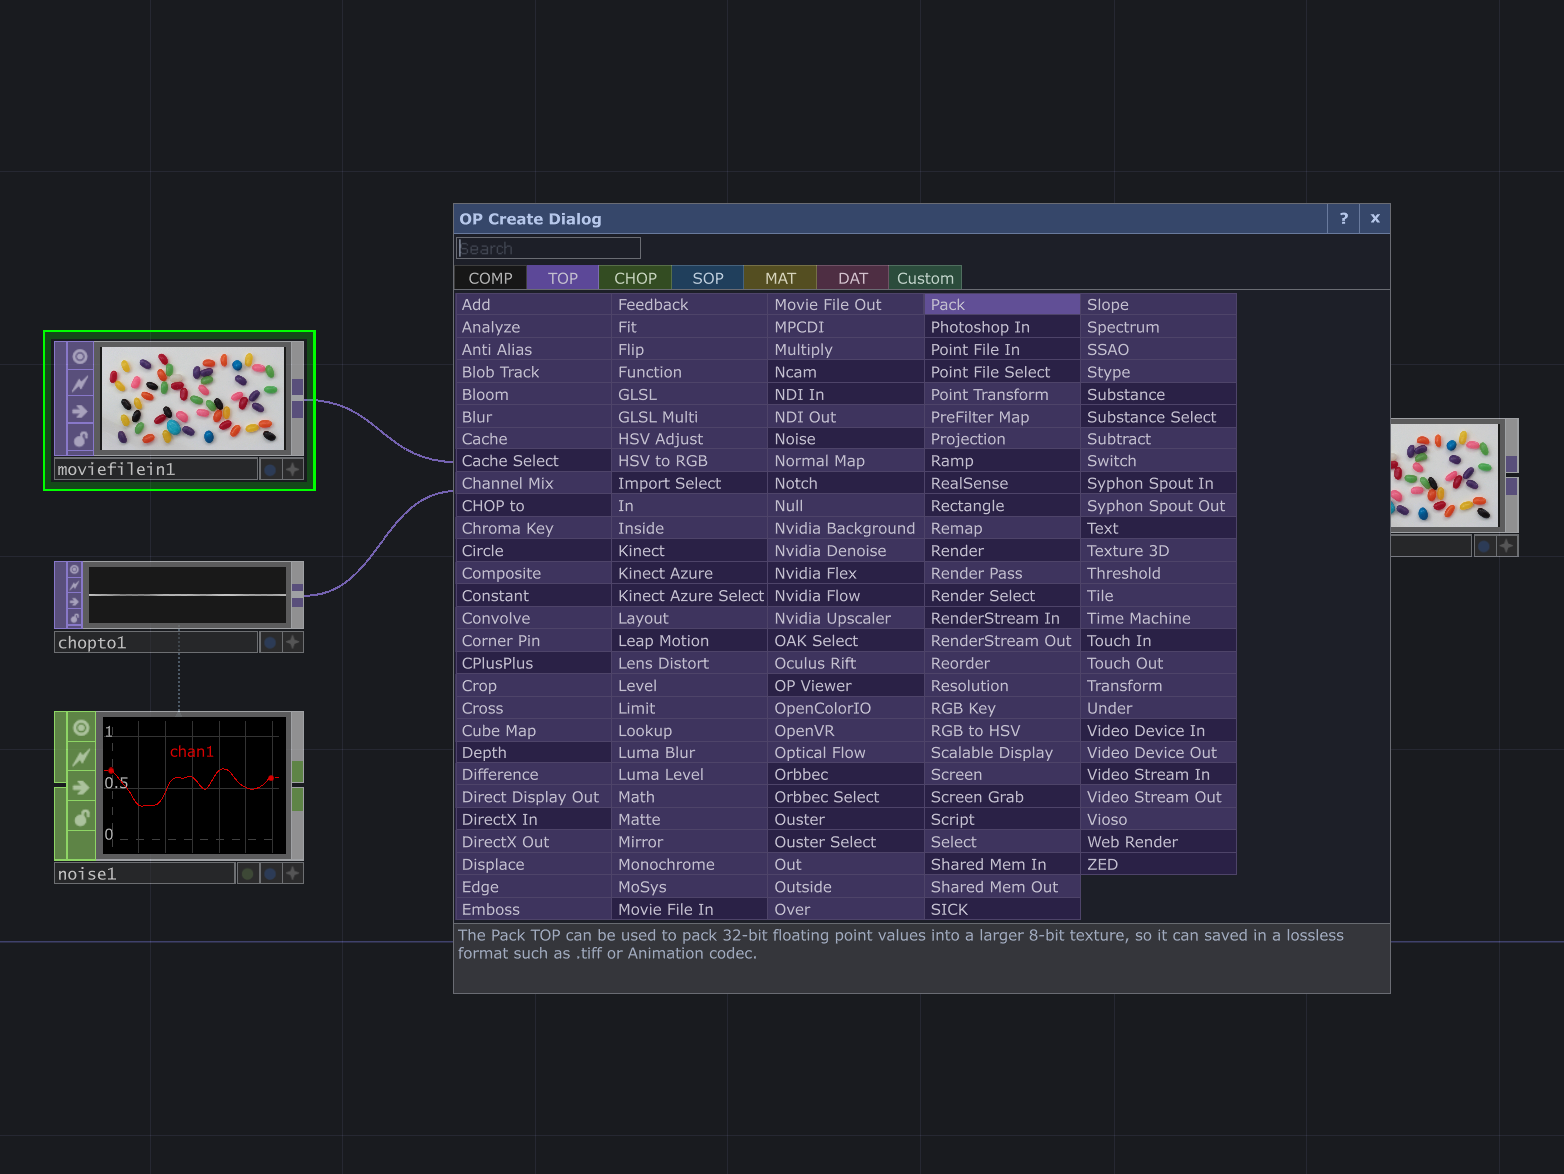 OP Create Dialog ? x
Search
COMP TOP CHOP SOP MAT DAT Custom
Add Feedback Movie File Out Pack Slope
Analyze Fit MPCDI Photoshop In Spectrum
Anti Alias Flip Multiply Point File In SSAO
Blob Track Function Ncam Point File Select Stype
Bloom GLSL NDI In Point Transform Substance
Blur GLSL Multi NDI Out PreFilter Map Substance Select
Cache HSV Adjust Noise Projection Subtract
Cache Select HSV to RGB Normal Map Ramp Switch
Channel Mix Import Select Notch RealSense Syphon Spout In
CHOP to In Null Rectangle Syphon Spout Out
Chroma Key Inside Nvidia Background Remap Text
Circle Kinect Nvidia Denoise Render Texture 3D
Composite Kinect Azure Nvidia Flex Render Pass Threshold
Constant Kinect Azure Select Nvidia Flow Render Select Tile
Convolve Layout Nvidia Upscaler RenderStream In Time Machine
Corner Pin Leap Motion OAK Select RenderStream Out Touch In
CPlusPlus Lens Distort Oculus Rift Reorder Touch Out
Crop Level OP Viewer Resolution Transform
Cross Limit OpenColorIO RGB Key Under
Cube Map Lookup OpenVR RGB to HSV Video Device In
Depth Luma Blur Optical Flow Scalable Display Video Device Out
Difference Luma Level Orbbec Screen Video Stream In
Direct Display Out Math Orbbec Select Screen Grab Video Stream Out
DirectX In Matte Ouster Script Vioso
DirectX Out Mirror Ouster Select Select Web Render
Displace Monochrome Out Shared Mem In ZED
Edge MoSys Outside Shared Mem Out
Emboss Movie File In Over SICK
The Pack TOP can be used to pack 32-bit floating point values into a larger 8-bit texture, so it can saved in a lossless
format such as .tiff or Animation codec.
moviefilein1
chopto1
1
chan1
0.5
0
noise1